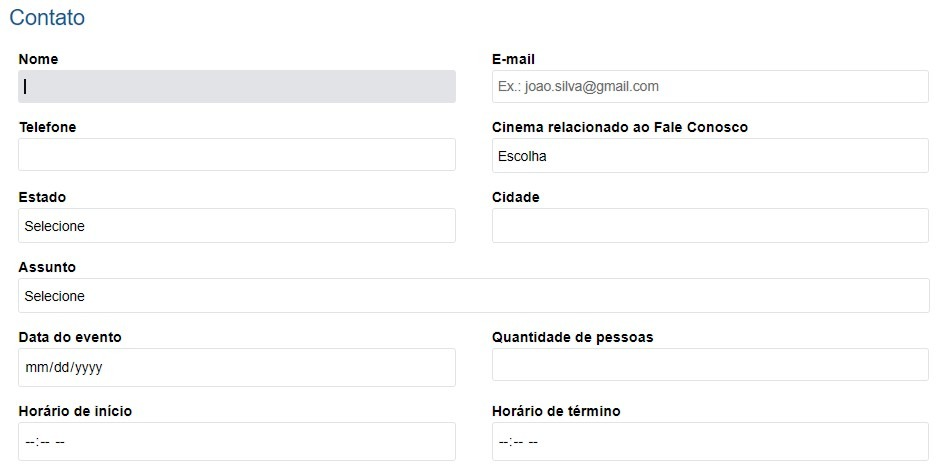 Contato
Nome
E-mail
Ex.: joao.silva@gmail.com
Telefone
Cinema relacionado ao Fale Conosco
Escolha
Estado
Cidade
Selecione
Assunto
Selecione
Data do evento
Quantidade de pessoas
mm/dd/yyyy
Horário de início
Horário de término
--:-- --
--:-- --